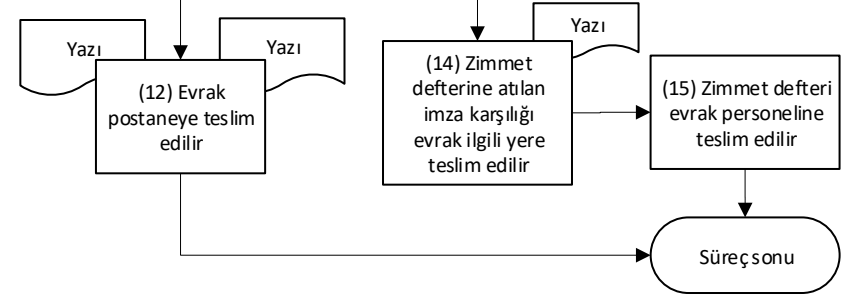 Yazı
Yazı
(12) Evrak
postaneye teslim
edilir
Yazı
(14) Zimmet
defterine atılan
imza karşılığı
evrak ilgili yere
teslim edilir
(15) Zimmet defteri
evrak personeline
teslim edilir
Süreç sonu